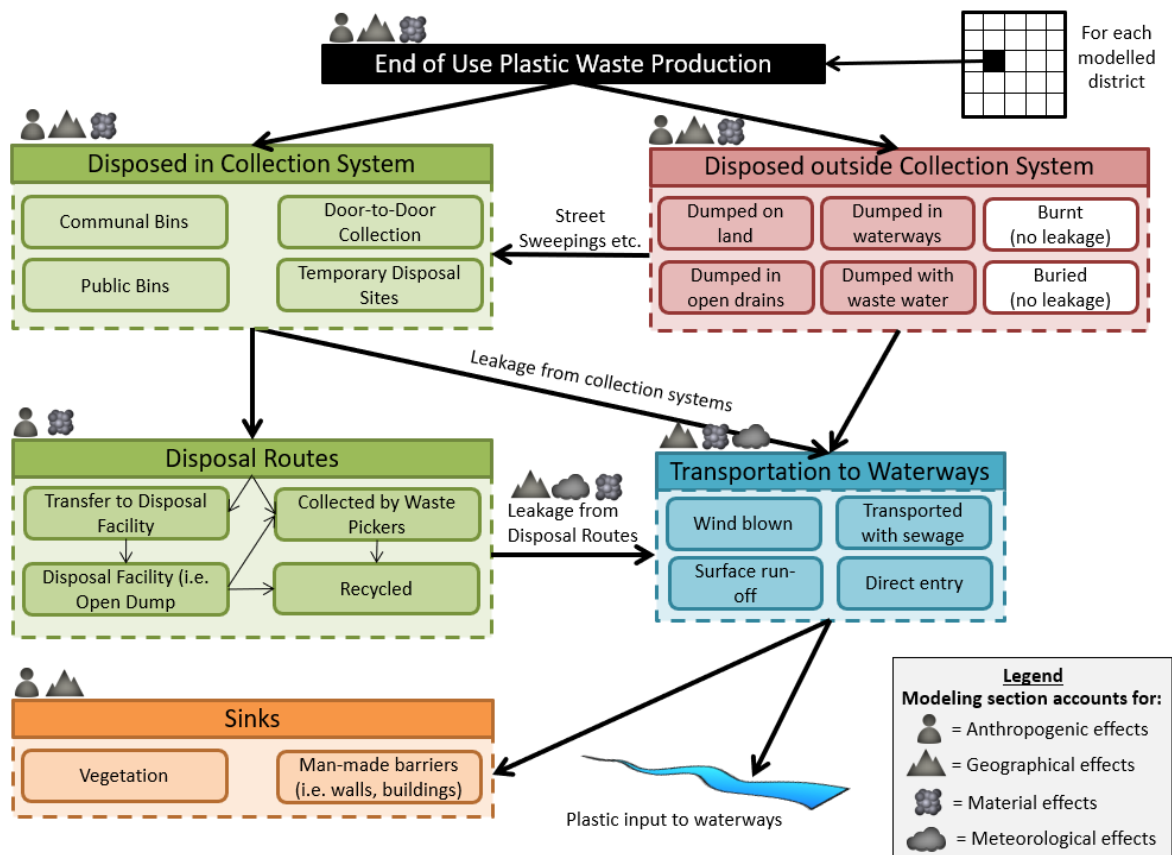 End of Use Plastic Waste Production
For each
modelled
district
Disposed in Collection System
Communal Bins
Door-to-Door
Collection
Public Bins
Temporary Disposal
Sites
Street
Sweepings etc.
Disposed outside Collection System
Dumped on
land
Dumped in
waterways
Burnt
(no leakage)
Dumped in
open drains
Dumped with
waste water
Buried
(no leakage)
Leakage from collection systems
Disposal Routes
Transfer to Disposal
Facility
Collected by Waste
Pickers
Disposal Facility (i.e.
Open Dump
Recycled
Leakage from
Disposal Routes
Transportation to Waterways
Wind blown
Transported
with sewage
Surface run-
off
Direct entry
Sinks
Vegetation
Man-made barriers
(i.e. walls, buildings)
Plastic input to waterways
Legend
Modeling section accounts for:
= Anthropogenic effects
= Geographical effects
= Material effects
= Meteorological effects